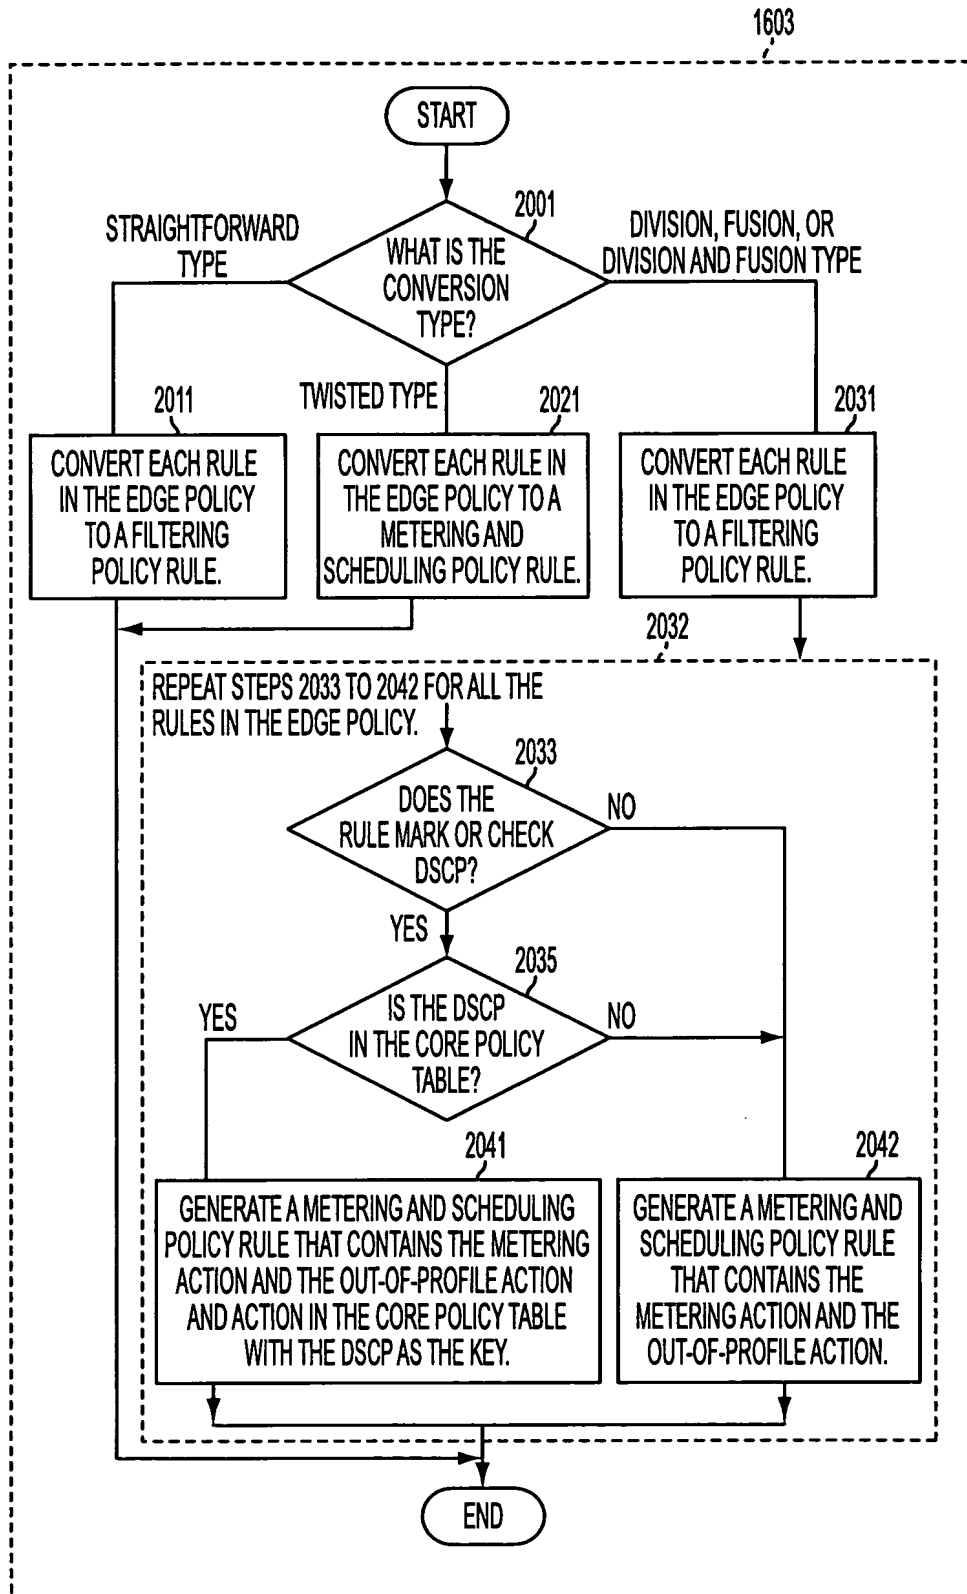 1603
START
2001
STRAIGHTFORWARD
TYPE
WHAT IS THE
CONVERSION
TYPE?
DIVISION, FUSION, OR
DIVISION AND FUSION TYPE
TWISTED TYPE
2011
CONVERT EACH RULE
IN THE EDGE POLICY
TO A FILTERING
POLICY RULE.
2021
CONVERT EACH RULE IN
THE EDGE POLICY TO A
METERING AND
SCHEDULING POLICY RULE.
2031
CONVERT EACH RULE
IN THE EDGE POLICY
TO A FILTERING
POLICY RULE.
2032
REPEAT STEPS 2033 TO 2042 FOR ALL THE
RULES IN THE EDGE POLICY.
2033
DOES THE
RULE MARK OR CHECK
DSCP?
NO
YES
2035
IS THE DSCP
IN THE CORE POLICY
TABLE?
YES
NO
2041
GENERATE A METERING AND SCHEDULING
POLICY RULE THAT CONTAINS THE METERING
ACTION AND THE OUT-OF-PROFILE ACTION
AND ACTION IN THE CORE POLICY TABLE
WITH THE DSCP AS THE KEY.
2042
GENERATE A METERING AND
SCHEDULING POLICY RULE
THAT CONTAINS THE
METERING ACTION AND THE
OUT-OF-PROFILE ACTION.
END